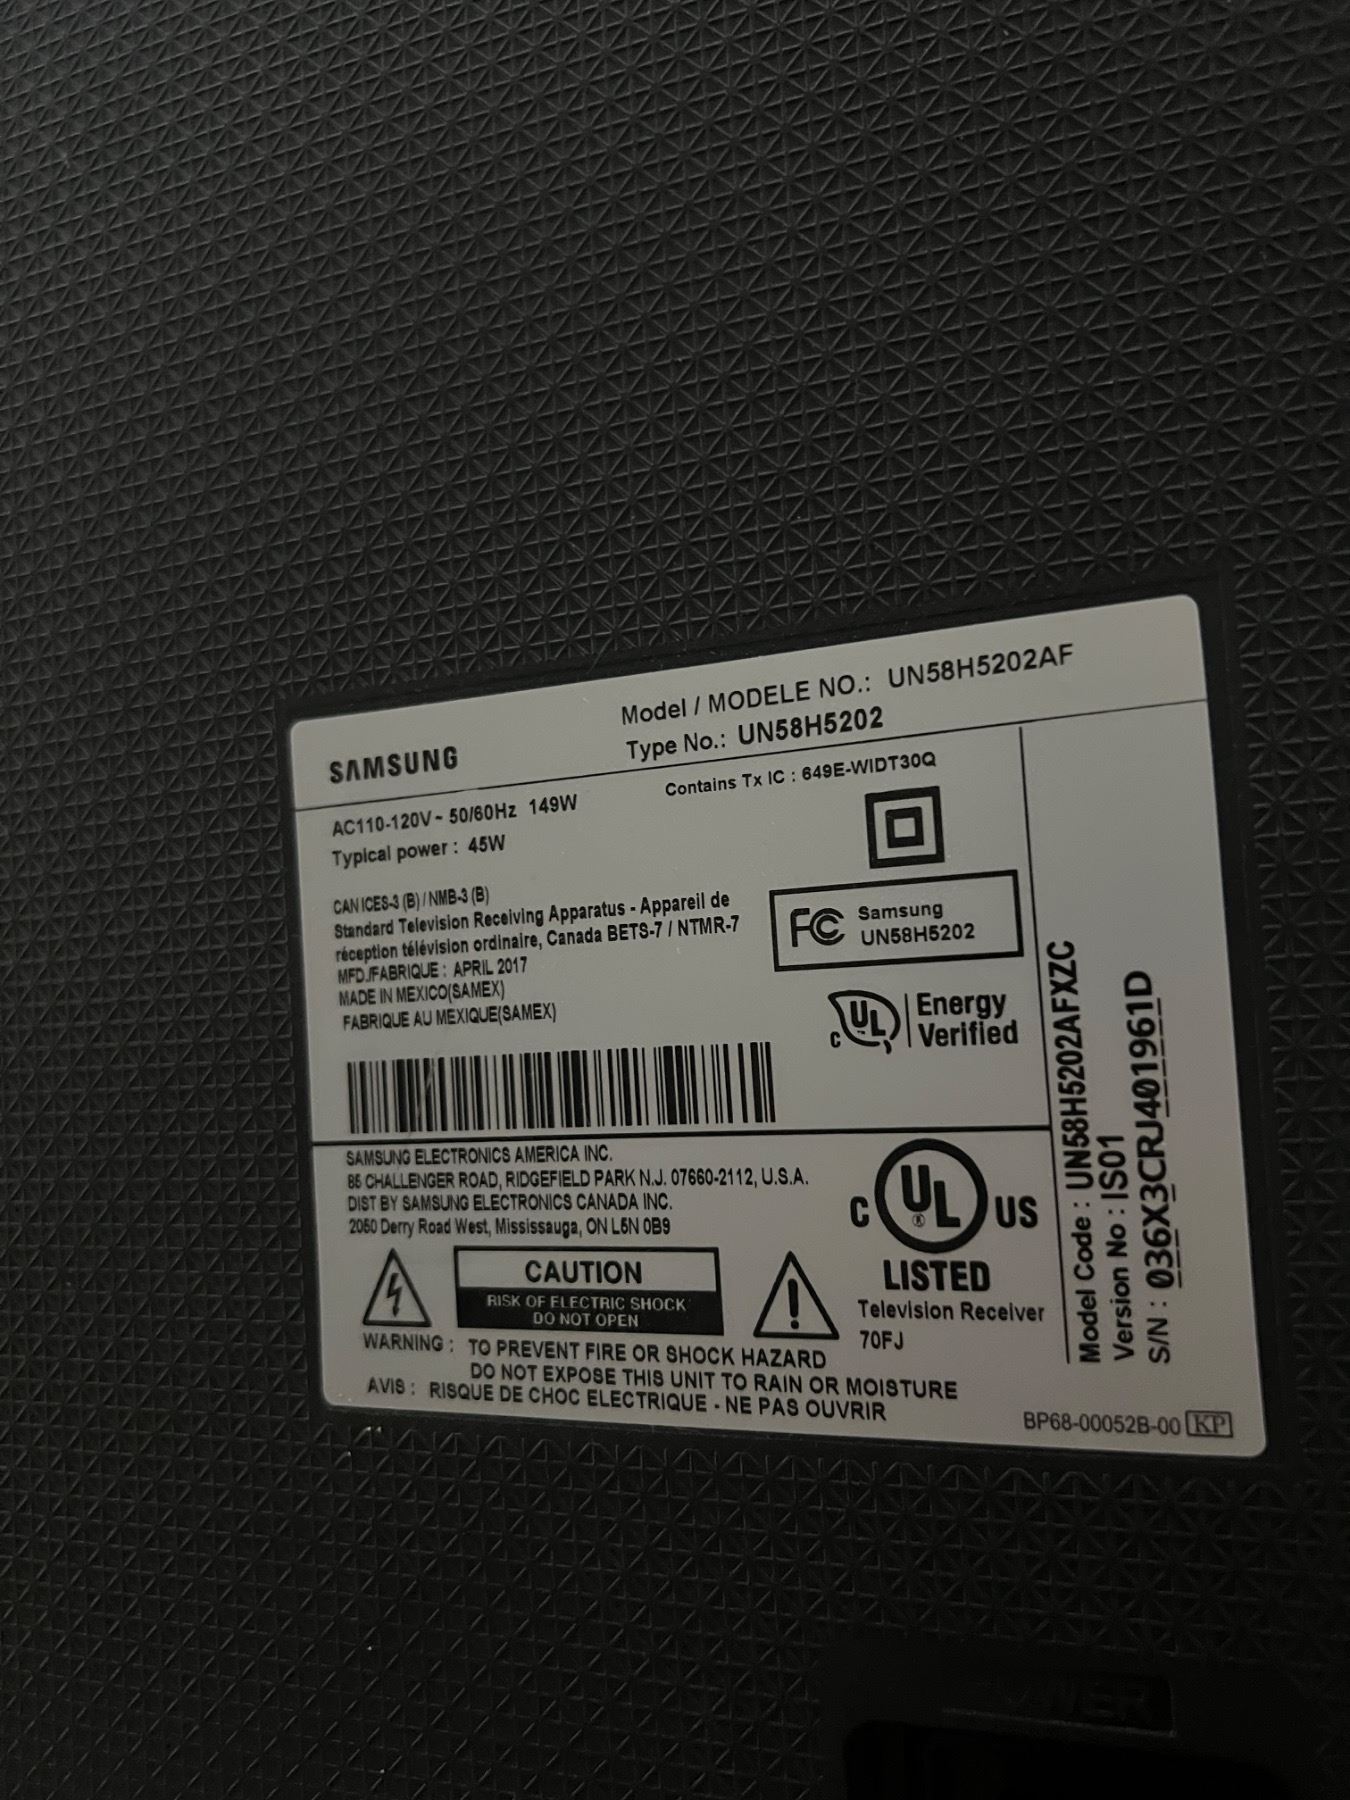 SAMSUNG
Model / MODELE NO.: UN58H5202AF
Type No.: UN58H5202
AC110-120V~ 50/60Hz 149W
Typical power : 45W
Contains Tx IC : 649E-WIDT30Q
CAN ICES-3 (B) / NMB-3 (B)
Standard Television Receiving Apparatus - Appareil de
réception télévision ordinaire, Canada BETS-7 / NTMR-7
MFD./FABRIQUE : APRIL 2017
MADE IN MEXICO(SAMEX)
FABRIQUE AU MEXIQUE(SAMEX)
FC Samsung
UN58H5202
C UL Energy
Verified
SAMSUNG ELECTRONICS AMERICA INC.
85 CHALLENGER ROAD, RIDGEFIELD PARK N.J. 07660-2112, U.S.A.
DIST BY SAMSUNG ELECTRONICS CANADA INC.
2050 Derry Road West, Mississauga, ON L5N 0B9
C UL ® US
LISTED
Television Receiver
70FJ
CAUTION
RISK OF ELECTRIC SHOCK
DO NOT OPEN
WARNING : TO PREVENT FIRE OR SHOCK HAZARD
DO NOT EXPOSE THIS UNIT TO RAIN OR MOISTURE
AVIS : RISQUE DE CHOC ELECTRIQUE - NE PAS OUVRIR
Model Code : UN58H5202AFXZC
Version No : IS01
S/N : 036X3CRJ401961D
BP68-00052B-00 KP